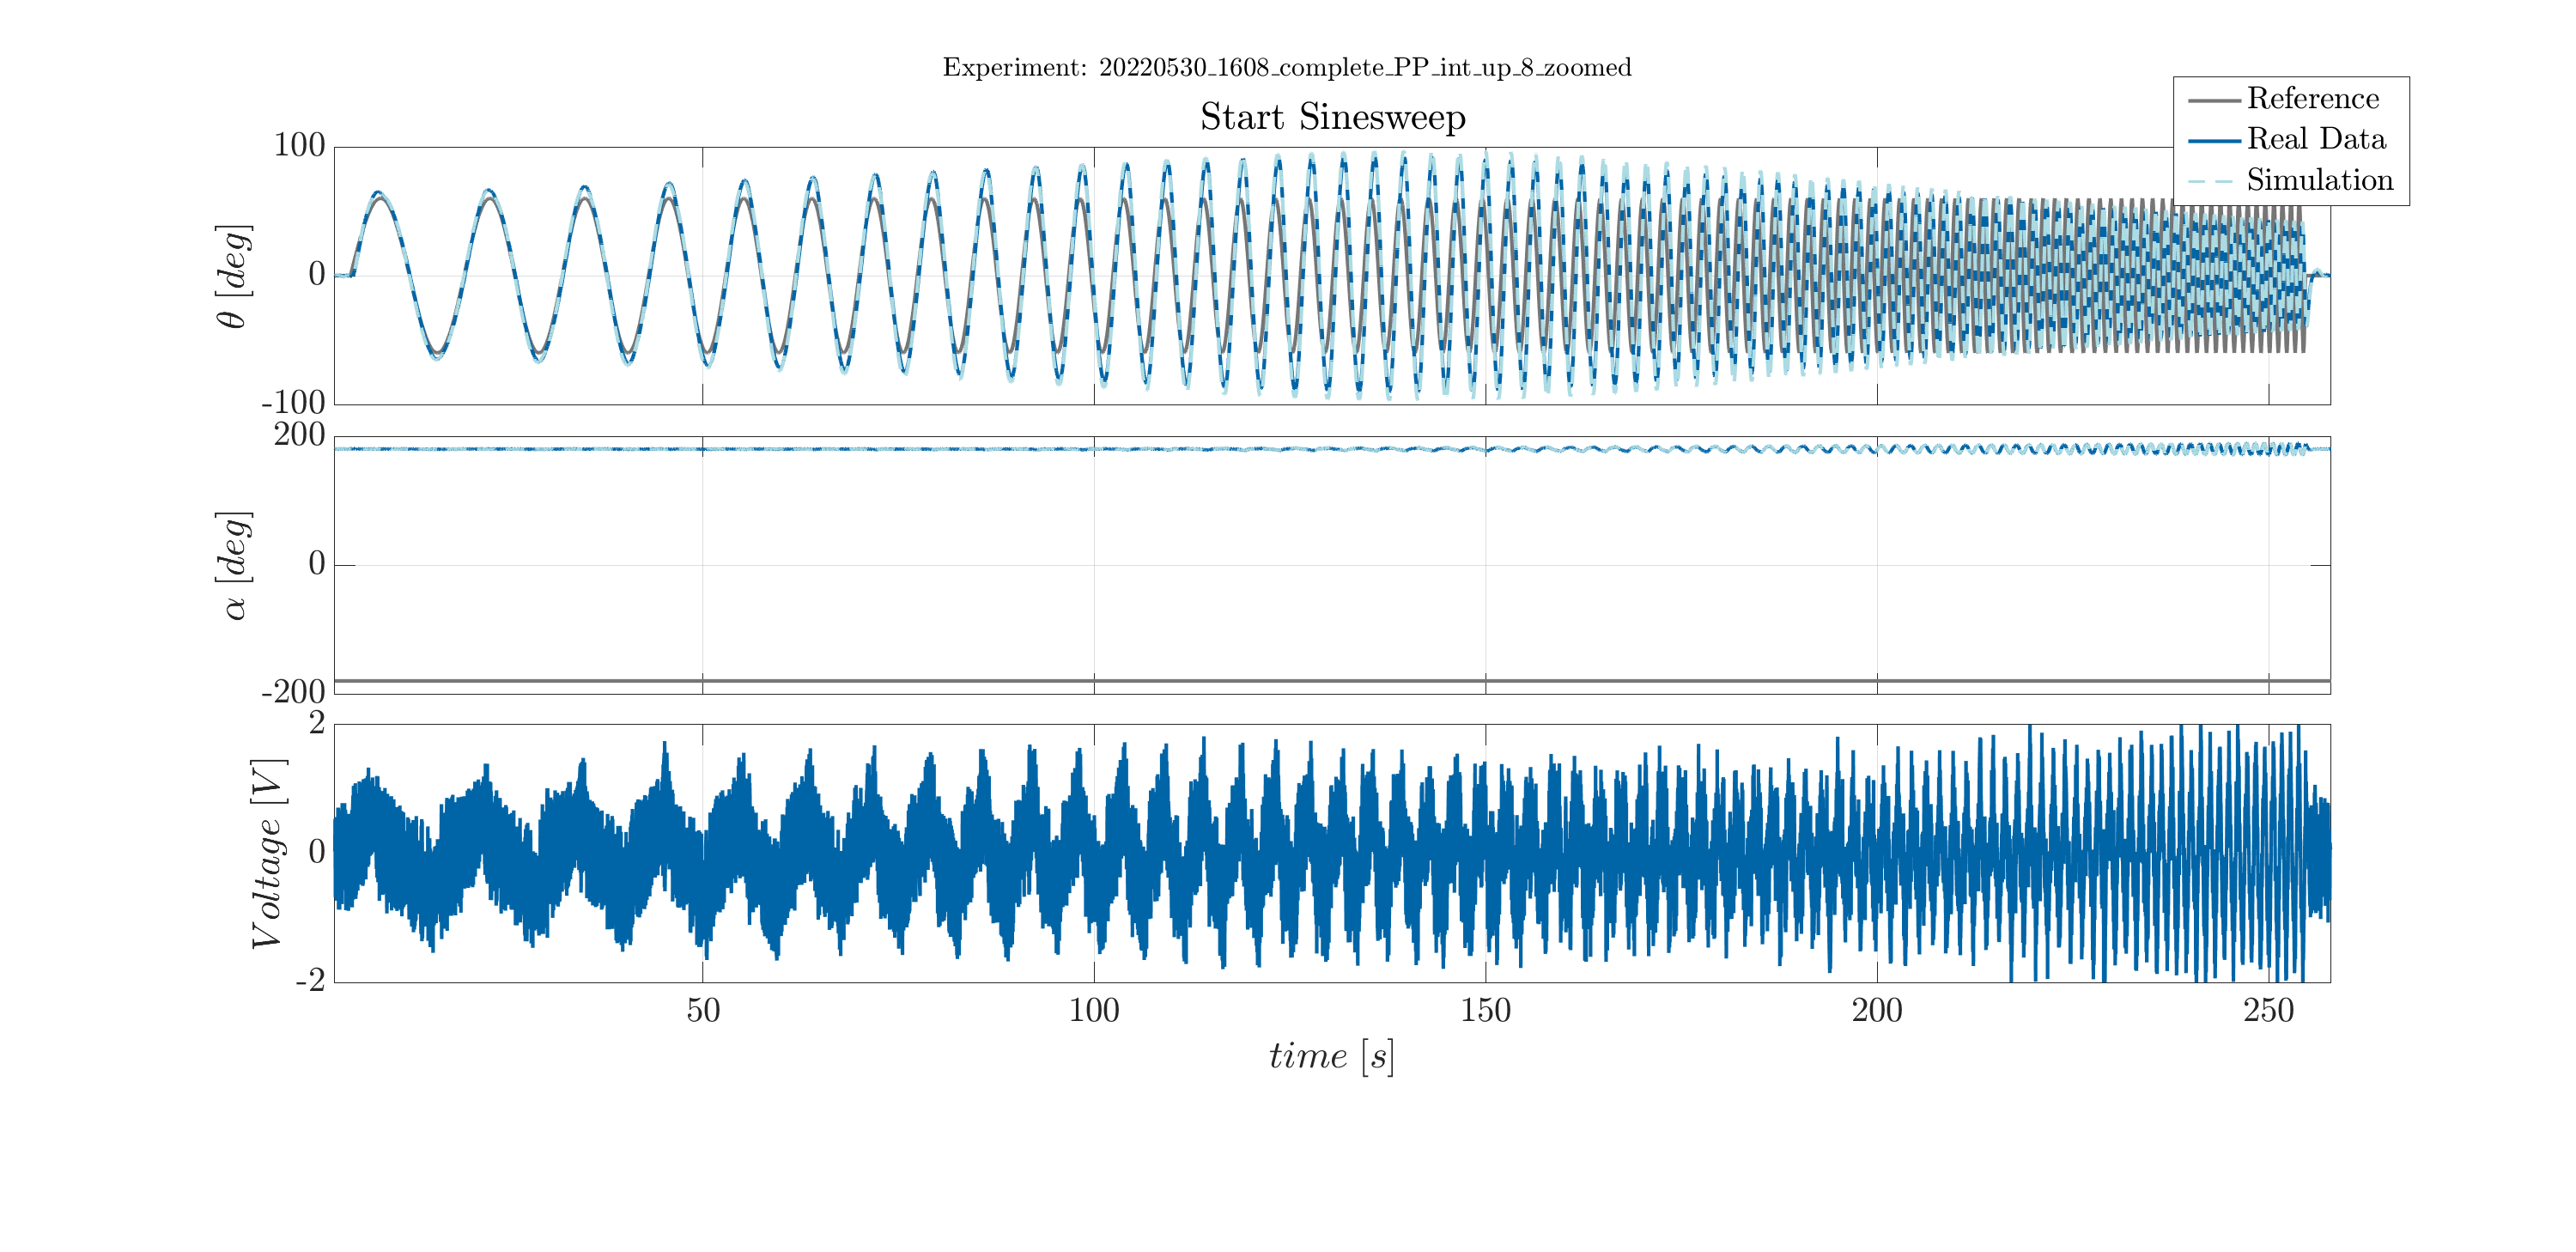 Experiment: 20220530_1608_complete_PP_int_up_8_zoomed
Start Sinesweep
Reference
Real Data
Simulation
100
0
-100
θ [deg]
200
0
-200
α [deg]
2
0
-2
Voltage [V]
50 100 150 200 250
time [s]